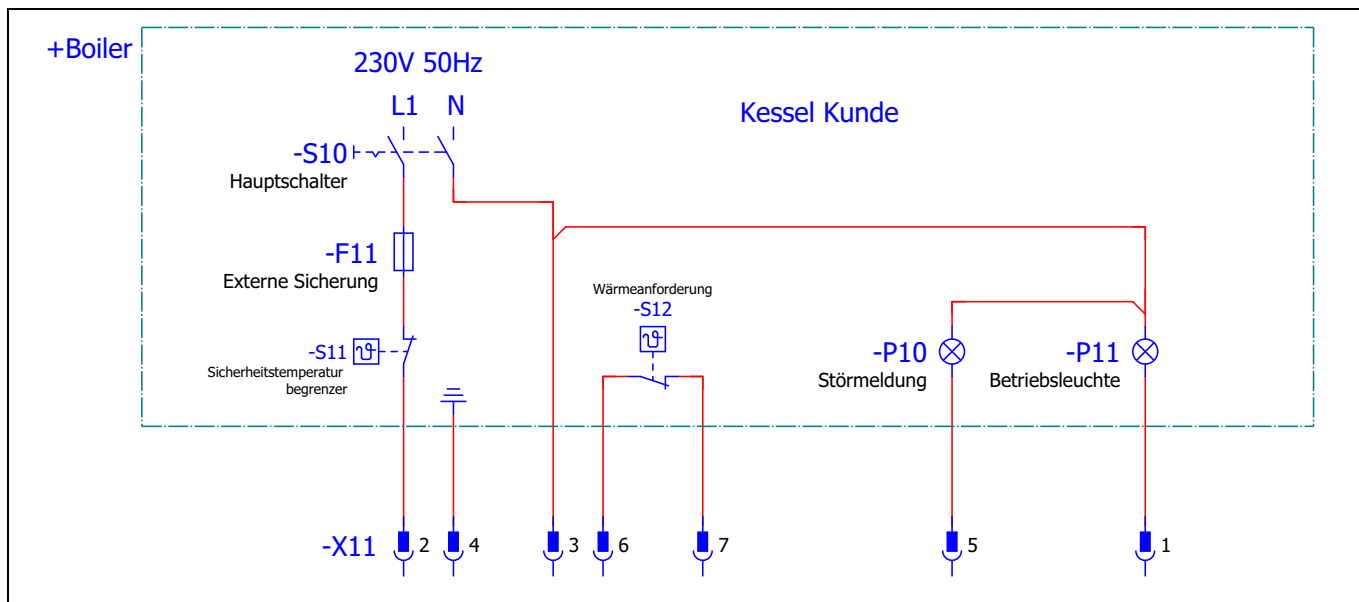 +Boiler
230V 50Hz
L1 N
Kessel Kunde
-S10
Hauptschalter
-F11
Externe Sicherung
Wärmeanforderung
-S12
-S11
Sicherheitstemperatur
begrenzer
-P10
Störmeldung
-P11
Betriebsleuchte
-X11
2 4 3 6 7 5 1